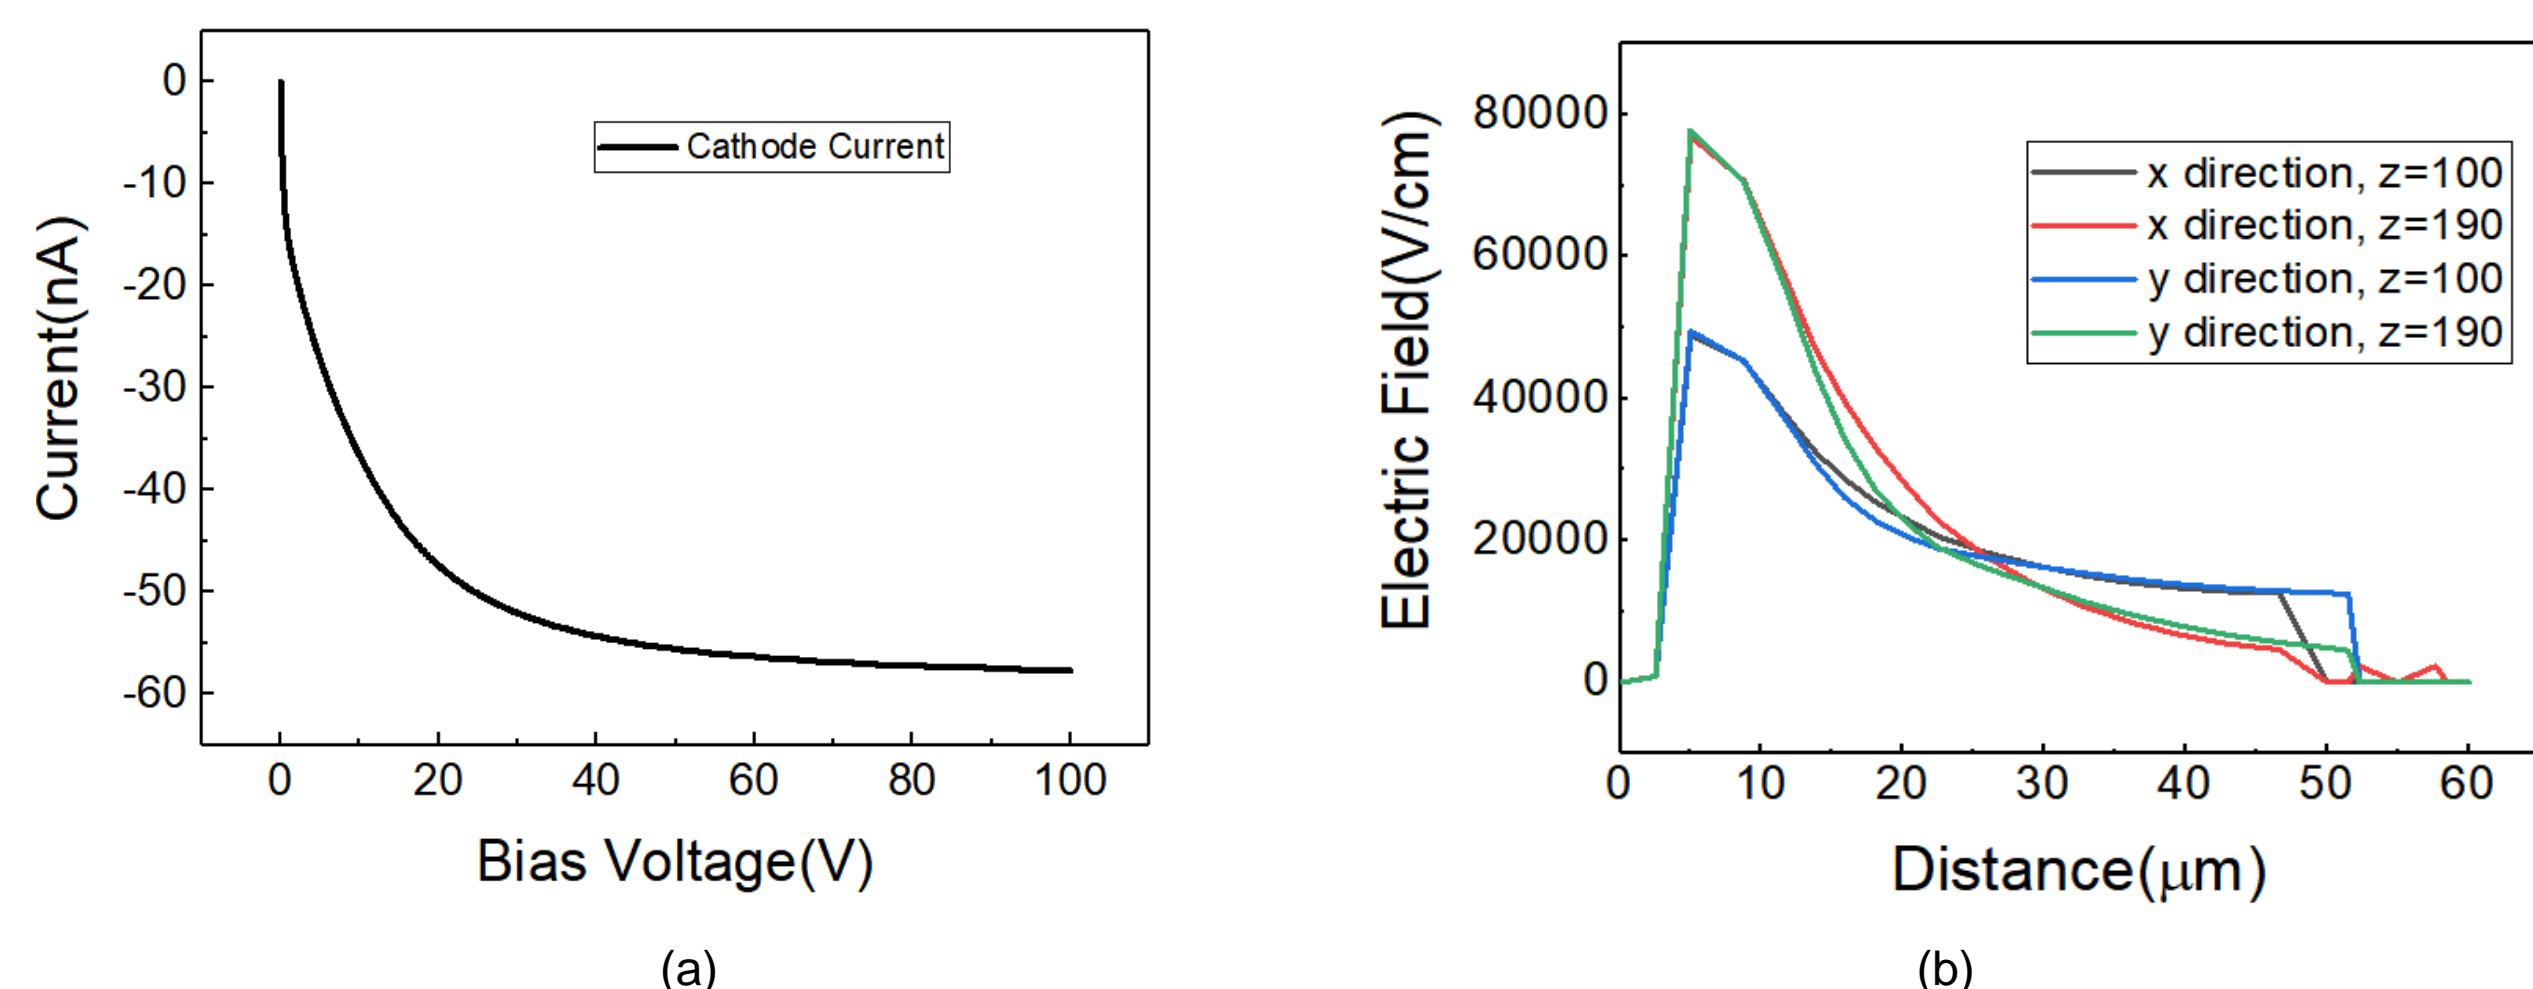 0
-10
-20
-30
-40
-50
-60
Current(nA)
Cathode Current
0 20 40 60 80 100
Bias Voltage(V)
(a)
80000
60000
40000
20000
0
Electric Field(V/cm)
x direction, z=100
x direction, z=190
y direction, z=100
y direction, z=190
0 10 20 30 40 50 60
Distance(μm)
(b)